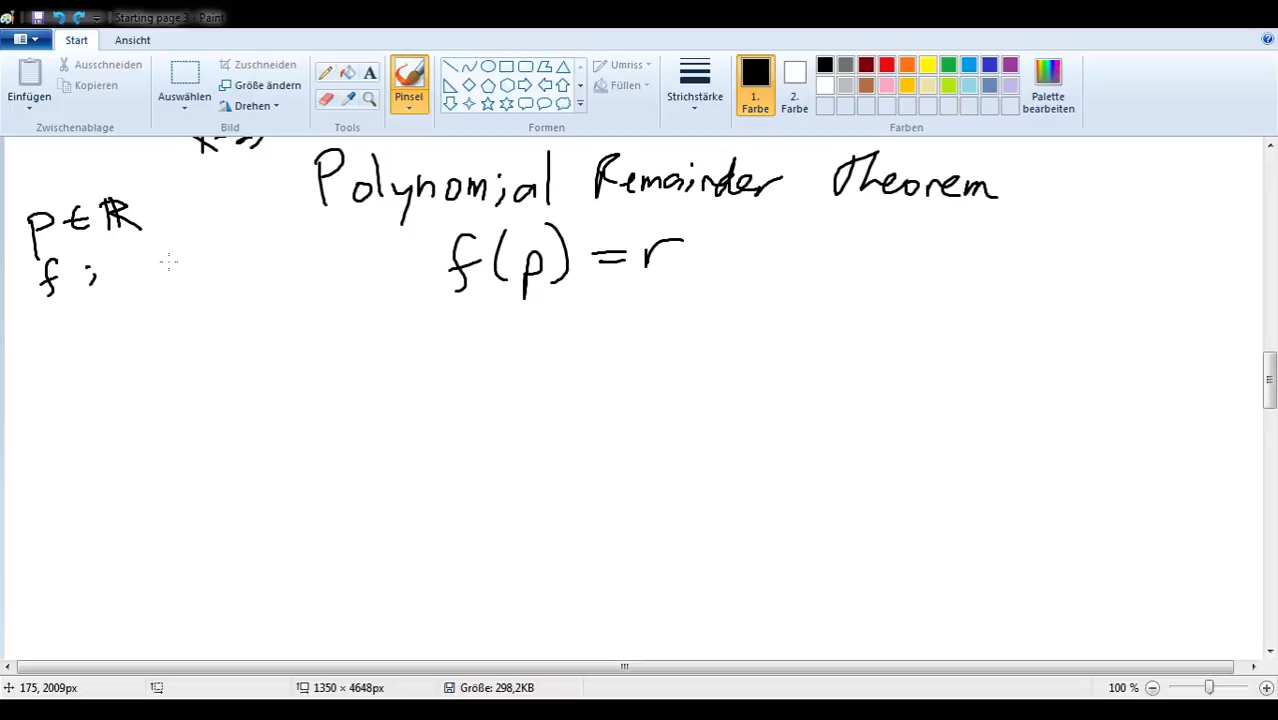 Starting page 3 - Paint
Start Ansicht
Einfügen
Ausschneiden
Kopieren
Zwischenablage
Auswählen
Zuschneiden
Größe ändern
Drehen
Bild
A
Tools
Pinsel
Formen
Umriss
Füllen
Strichstärke
1. Farbe
2. Farbe
Palette bearbeiten
Farben
Polynomial Remainder Theorem
p ∈ ℝ
f(p) = r
f ;
175, 2009px
1350 × 4648px
Größe: 298,2KB
100 %